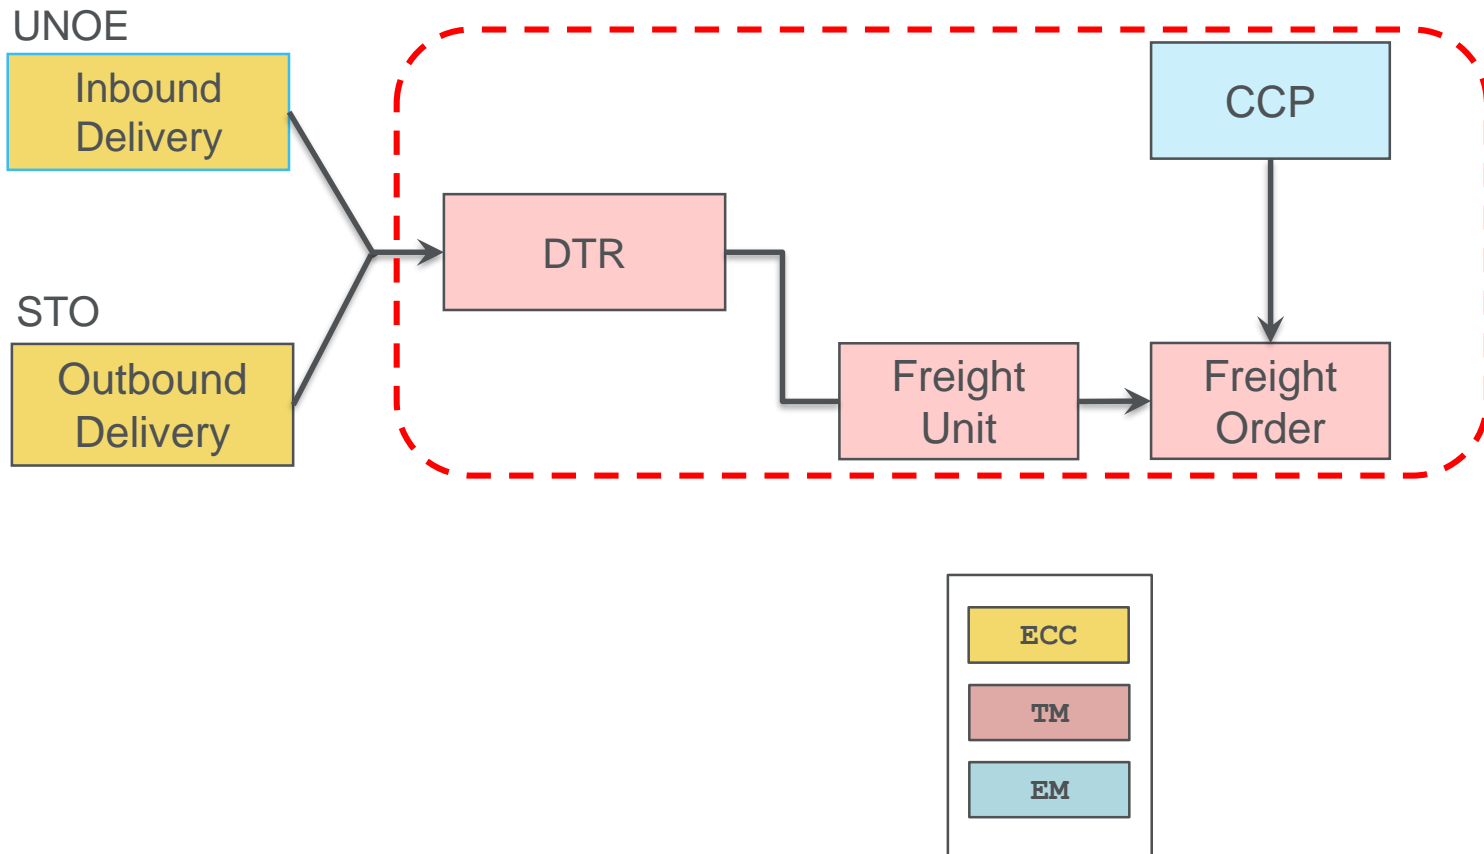 UNOE
Inbound
Delivery
CCP
DTR
STO
Outbound
Delivery
Freight
Unit
Freight
Order
ECC
TM
EM